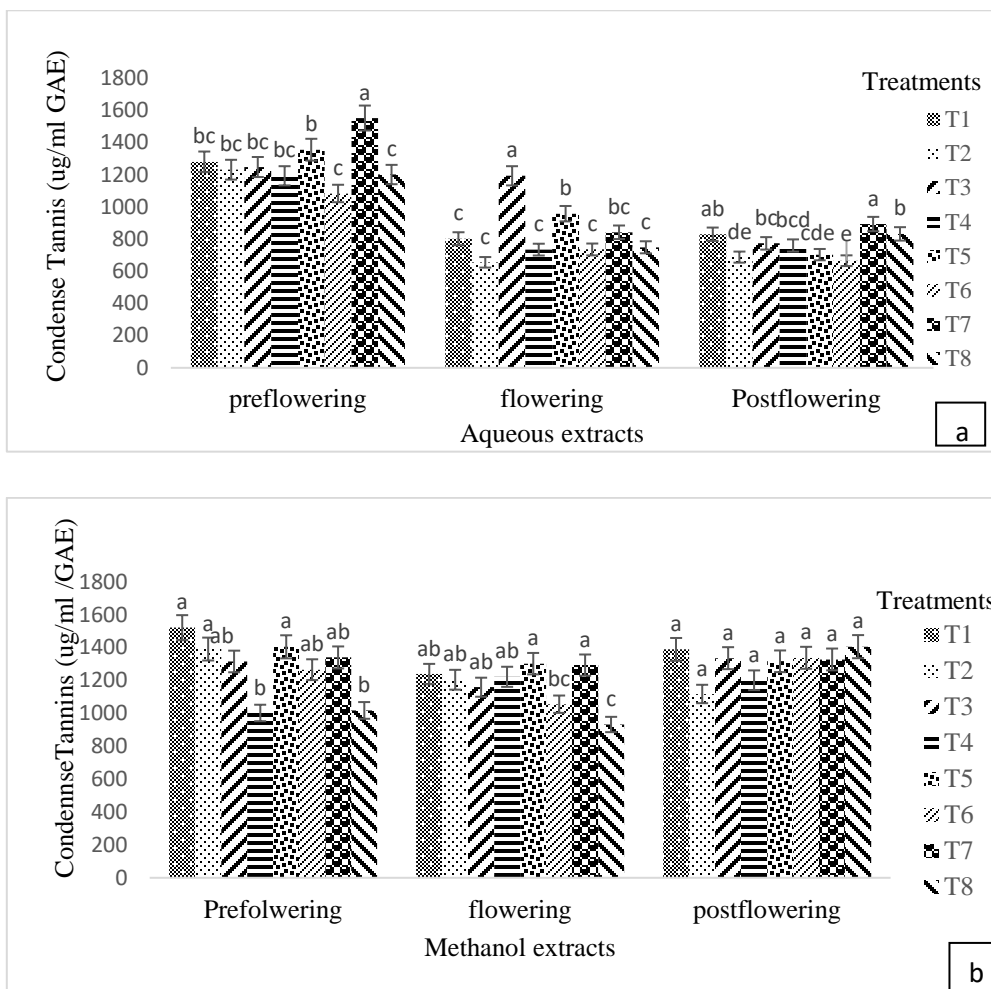 Condense Tannis (ug/ml GAE)
1800
1600
1400
1200
1000
800
600
400
200
0
bc bc bc bc b c a c
c c a c b c bc c
ab de bc bcd cde e a b
preflowering flowering Postflowering
Aqueous extracts
Treatments
T1
T2
T3
T4
T5
T6
T7
T8
a
CondennseTannins (ug/ml /GAE)
1800
1600
1400
1200
1000
800
600
400
200
0
a a ab b a ab ab b
ab ab ab ab a bc a c
a a a a a a a a
Prefolwering flowering postflowering
Methanol extracts
Treatments
T1
T2
T3
T4
T5
T6
T7
T8
b